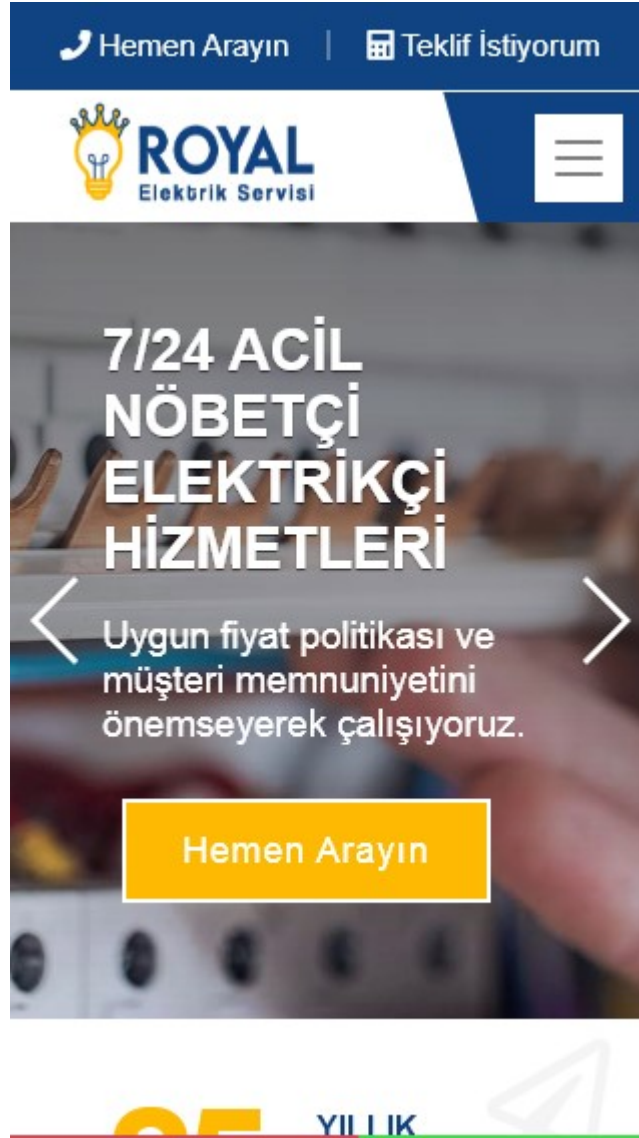 Hemen Arayın | Teklif İstiyorum
ROYAL
Elektrik Servisi
7/24 ACİL
NÖBETÇİ
ELEKTRİKÇİ
HİZMETLERİ
Uygun fiyat politikası ve
müşteri memnuniyetini
önemseyerek çalışıyoruz.
Hemen Arayın
YILLIK